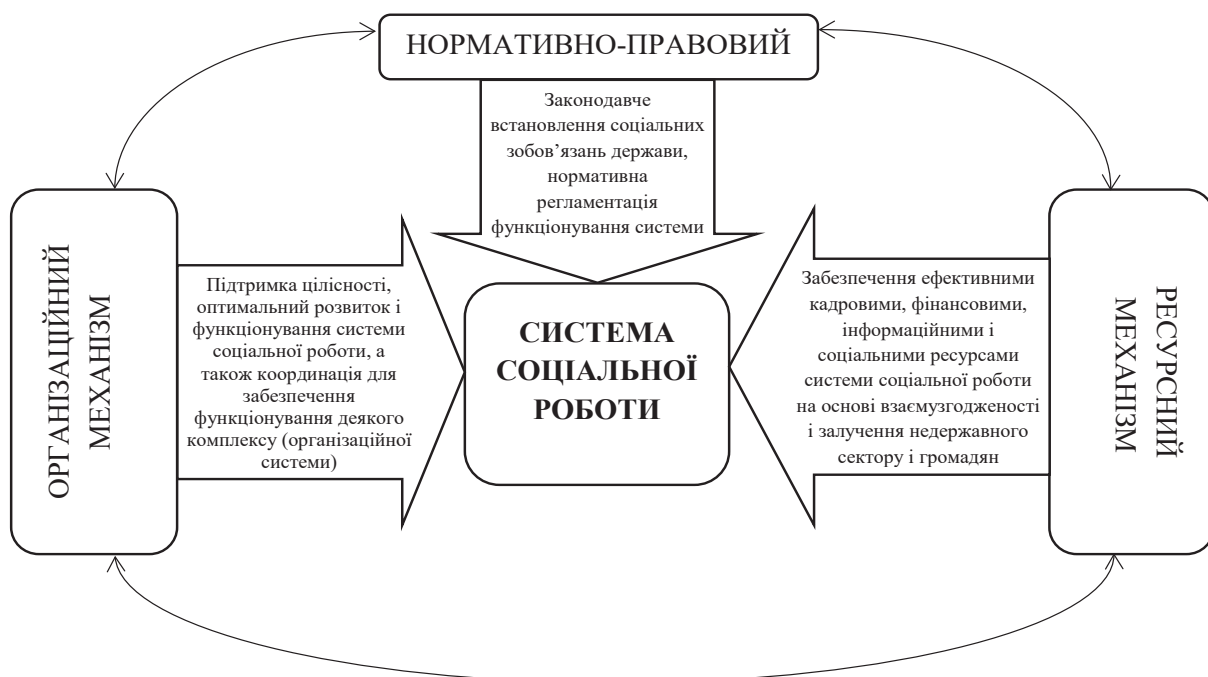 НОРМАТИВНО-ПРАВОВИЙ
Законодавче
встановлення соціальних
зобов’язань держави,
нормативна
регламентація
функціонування системи
ОРГАНІЗАЦІЙНИЙ
МЕХАНІЗМ
Підтримка цілісності,
оптимальний розвиток і
функціонування системи
соціальної роботи, а
також координація для
забезпечення
функціонування деякого
комплексу (організаційної
системи)
СИСТЕМА
СОЦІАЛЬНОЇ
РОБОТИ
Забезпечення ефективними
кадровими, фінансовими,
інформаційними і
соціальними ресурсами
системи соціальної роботи
на основі взаємузгодженості
і залучення недержавного
сектору і громадян
РЕСУРСНИЙ
МЕХАНІЗМ